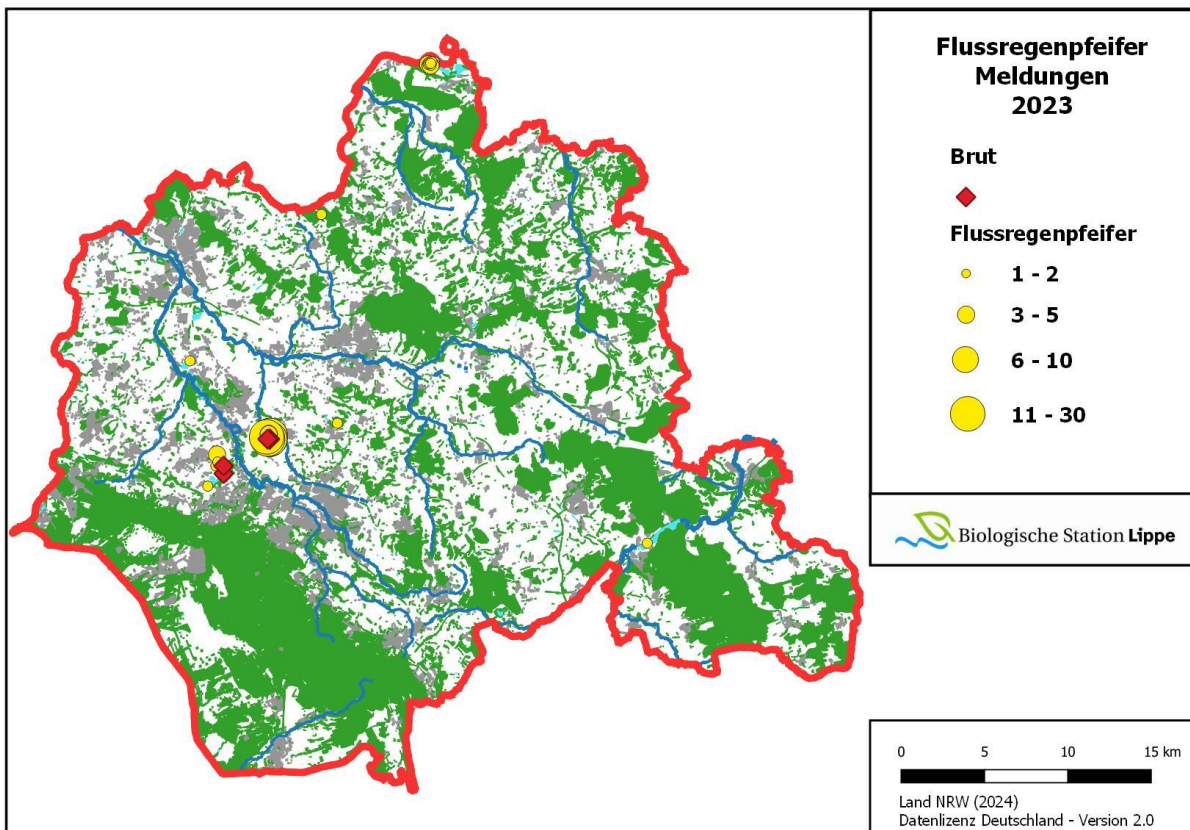 Flussregenpfeifer
Meldungen
2023
Brut
Flussregenpfeifer
1 - 2
3 - 5
6 - 10
11 - 30
Biologische Station Lippe
0 5 10 15 km
Land NRW (2024)
Datenlizenz Deutschland - Version 2.0